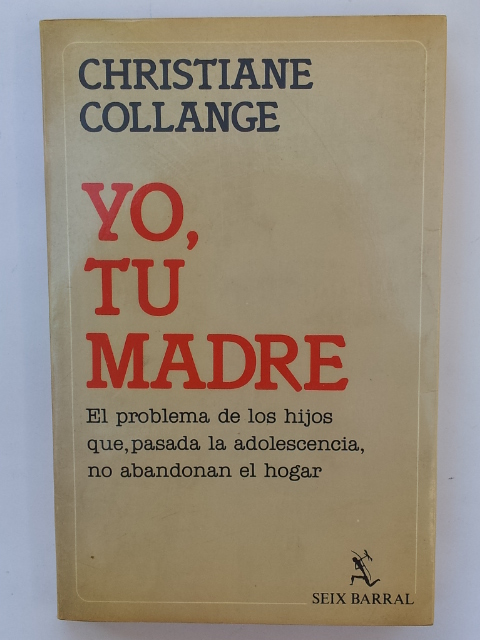 CHRISTIANE
COLLANGE
YO,
TU
MADRE
El problema de los hijos
que, pasada la adolescencia,
no abandonan el hogar
SEIX BARRAL